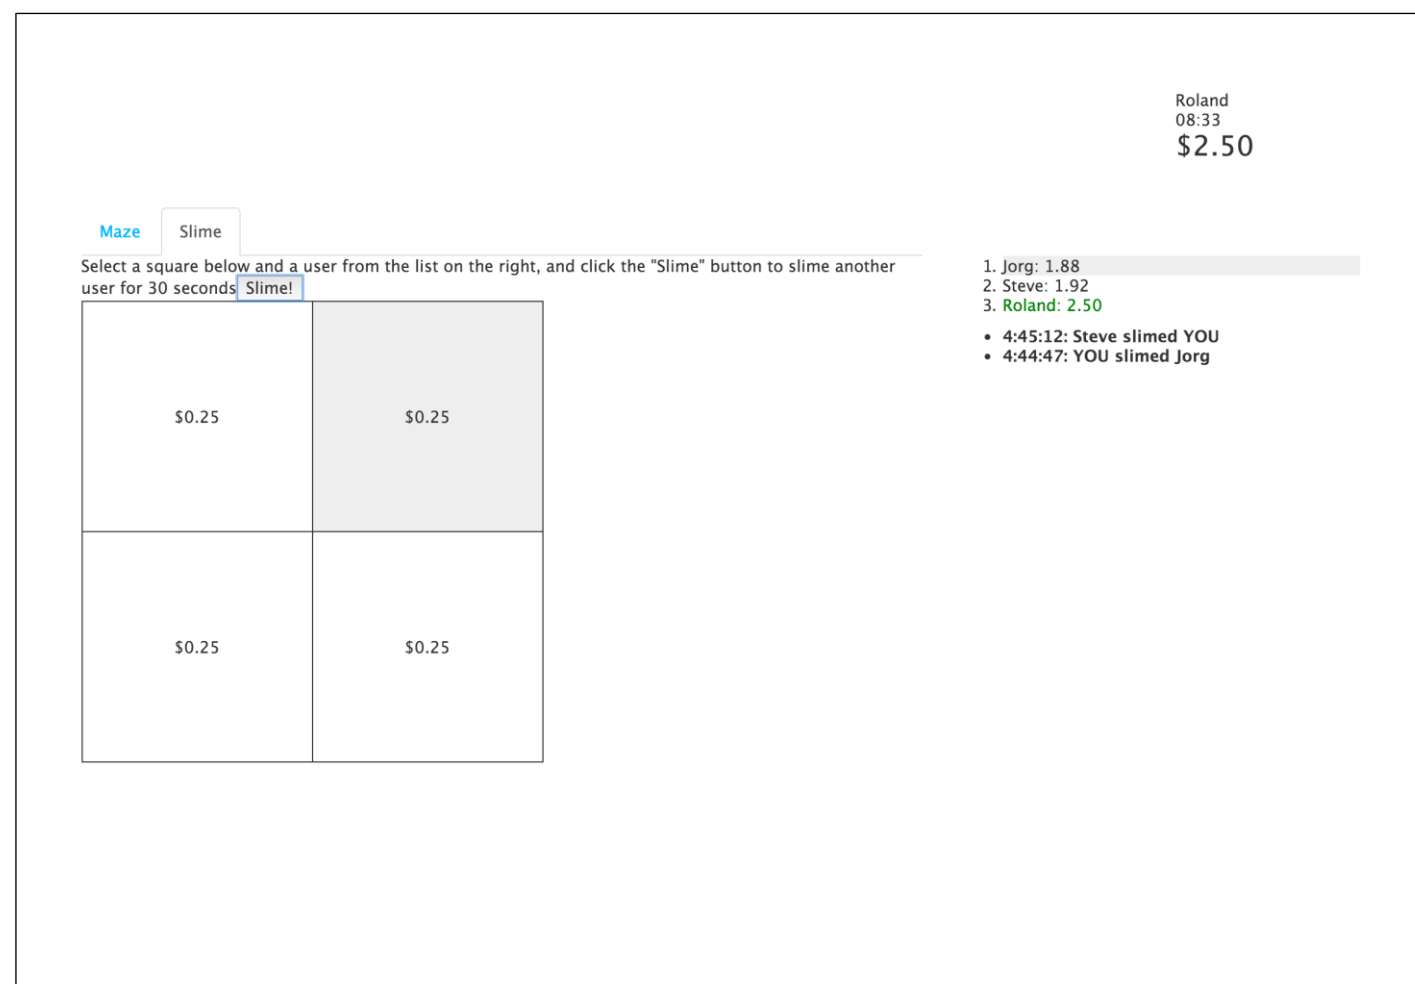 Roland
08:33
$2.50
Maze Slime
Select a square below and a user from the list on the right, and click the "Slime" button to slime another
user for 30 seconds Slime!
$0.25 $0.25
$0.25 $0.25
1. Jorg: 1.88
2. Steve: 1.92
3. Roland: 2.50
• 4:45:12: Steve slimed YOU
• 4:44:47: YOU slimed Jorg